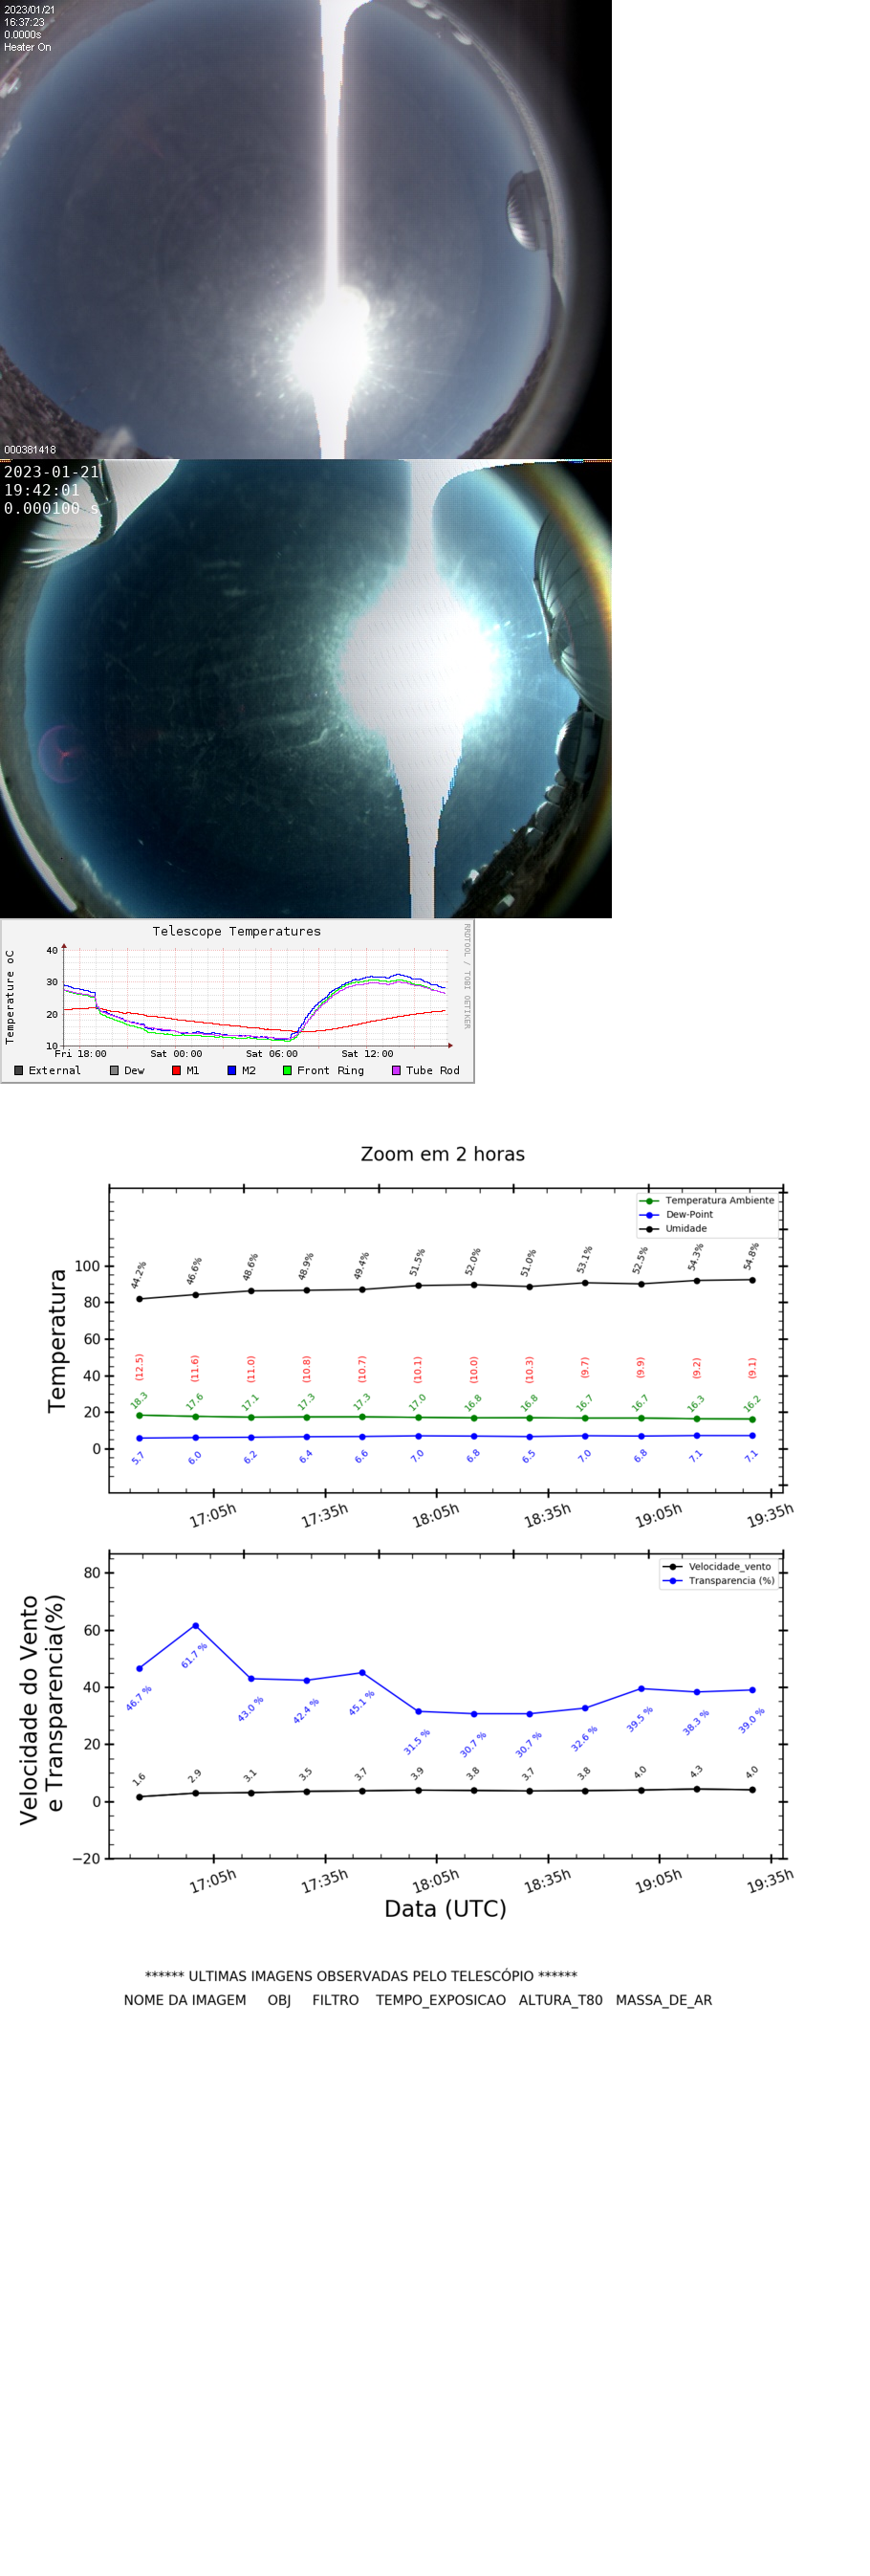 2023/01/21
16:37:23
0.0000s
Heater On
000381418
2023-01-21
19:42:01
0.000100 s
Telescope Temperatures
RRDTOOL / TOBI OETIKER
Temperature oC
40
30
20
10
Fri 18:00 Sat 00:00 Sat 06:00 Sat 12:00
External Dew M1 M2 Front Ring Tube Rod
Zoom em 2 horas
Temperatura Ambiente
Dew-Point
Umidade
Temperatura
100
80
60
40
20
0
44.2% 46.6% 48.6% 48.9% 49.4% 51.5% 52.0% 51.0% 53.1% 52.5% 54.3% 54.8%
(12.5) (11.6) (11.0) (10.8) (10.7) (10.1) (10.0) (10.3) (9.7) (9.9) (9.2) (9.1)
18.3 17.6 17.1 17.3 17.3 17.0 16.8 16.8 16.7 16.7 16.3 16.2
5.7 6.0 6.2 6.4 6.6 7.0 6.8 6.5 7.0 6.8 7.1 7.1
17:05h 17:35h 18:05h 18:35h 19:05h 19:35h
Velocidade_vento
Transparencia (%)
Velocidade do Vento
e Transparencia(%)
80
60
40
20
0
−20
46.7 % 61.7 % 43.0 % 42.4 % 45.1 % 31.5 % 30.7 % 30.7 % 32.6 % 39.5 % 38.3 % 39.0 %
1.6 2.9 3.1 3.5 3.7 3.9 3.8 3.7 3.8 4.0 4.3 4.0
17:05h 17:35h 18:05h 18:35h 19:05h 19:35h
Data (UTC)
****** ULTIMAS IMAGENS OBSERVADAS PELO TELESCÓPIO ******
NOME DA IMAGEM OBJ FILTRO TEMPO_EXPOSICAO ALTURA_T80 MASSA_DE_AR